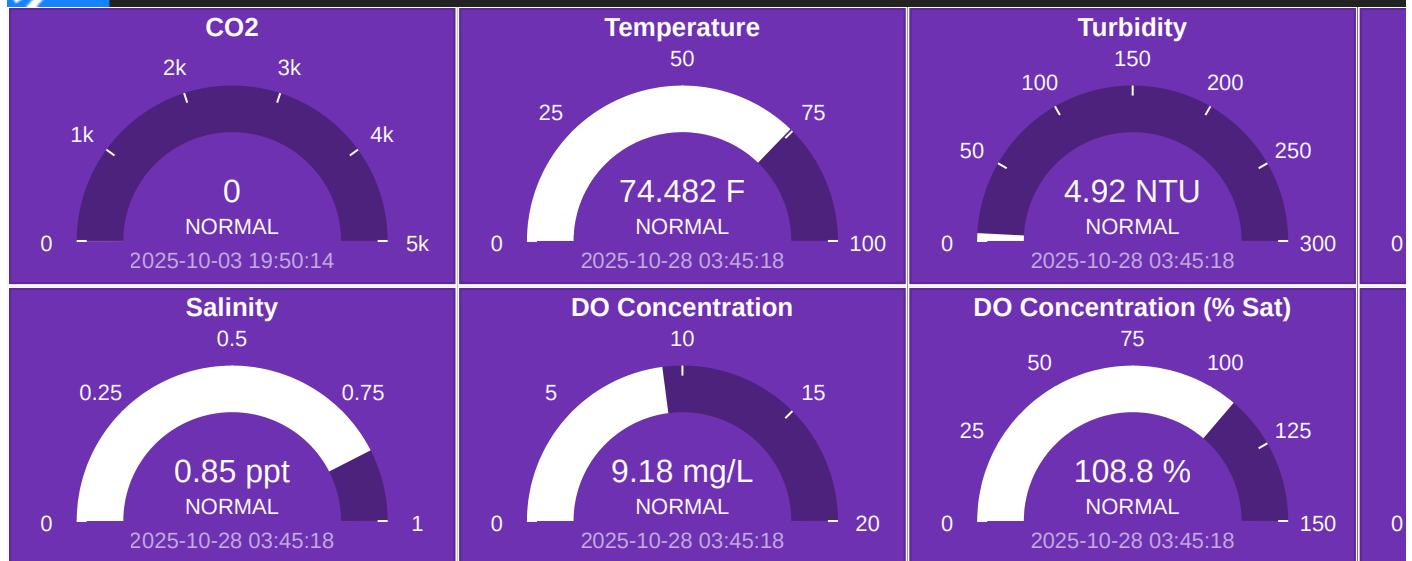 CO2
2k
3k
1k
4k
0
NORMAL
0
5k
2025-10-03 19:50:14
Temperature
50
25
75
74.482 F
NORMAL
0
100
2025-10-28 03:45:18
Turbidity
150
100
200
50
250
4.92 NTU
NORMAL
0
300
2025-10-28 03:45:18
0
Salinity
0.5
0.25
0.75
0.85 ppt
NORMAL
0
1
2025-10-28 03:45:18
DO Concentration
10
5
15
9.18 mg/L
NORMAL
0
20
2025-10-28 03:45:18
DO Concentration (% Sat)
75
50
100
25
125
108.8 %
NORMAL
0
150
2025-10-28 03:45:18
0